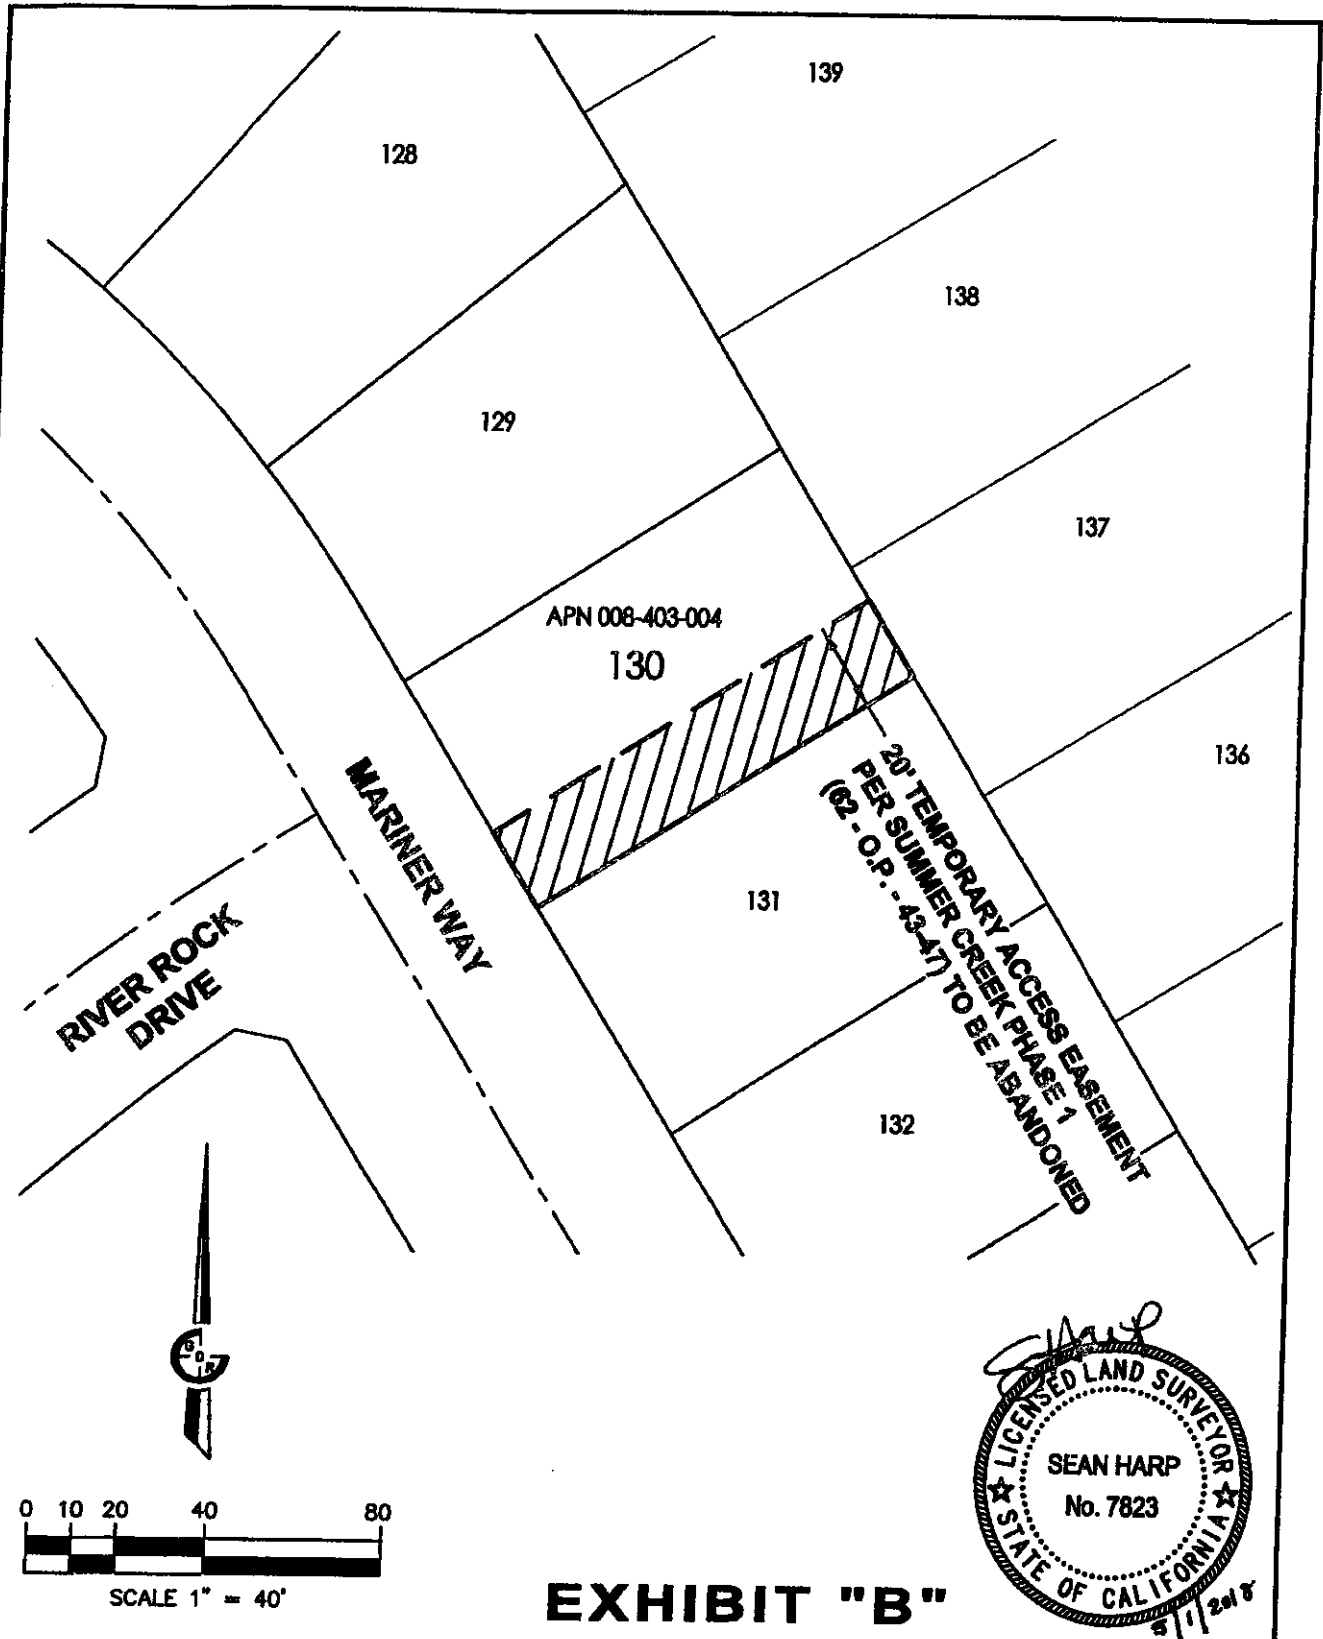 139
128
138
129
137
APN 008-403-004
130
136
MARINER WAY
20' TEMPORARY ACCESS EASEMENT
PER SUMMER CREEK PHASE 1
(62 - O.P. - 43-47) TO BE ABANDONED
131
RIVER ROCK
DRIVE
132
G O R
LICENSED LAND SURVEYOR
SEAN HARP
No. 7823
STATE OF CALIFORNIA
0 10 20 40 80
SCALE 1" = 40'
EXHIBIT "B"